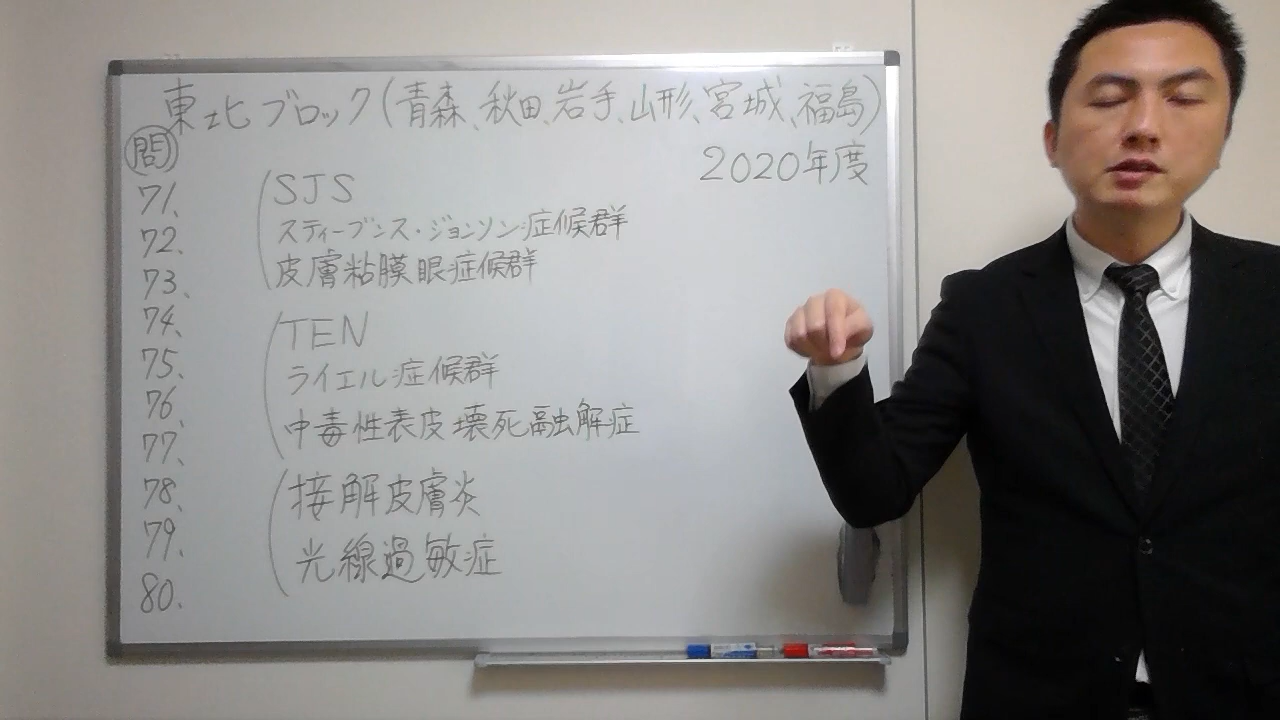 東北ブロック(青森、秋田、岩手、山形、宮城、福島)
2020年度
問
71、
72、
73、
74、
75、
76、
77、
78、
79、
80、
SJS
スティーブンス・ジョンソン症候群
皮膚粘膜眼症候群
TEN
ライエル症候群
中毒性表皮壊死融解症
接解皮膚炎
光線過敏症